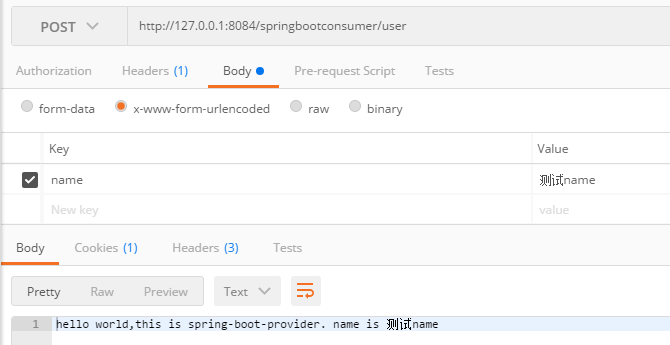 POST http://127.0.0.1:8084/springbootconsumer/user
Authorization Headers (1) Body Pre-request Script Tests
form-data x-www-form-urlencoded raw binary
Key Value
name 测试name
New key value
Body Cookies (1) Headers (3) Tests
Pretty Raw Preview Text
1 hello world,this is spring-boot-provider. name is 测试name